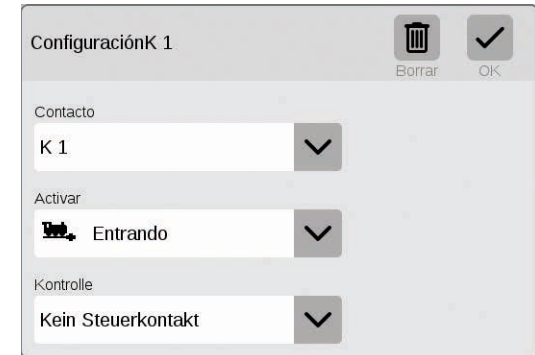 ConfiguraciónK 1
Borrar
OK
Contacto
K 1
Activar
Entrando
Kontrolle
Kein Steuerkontakt